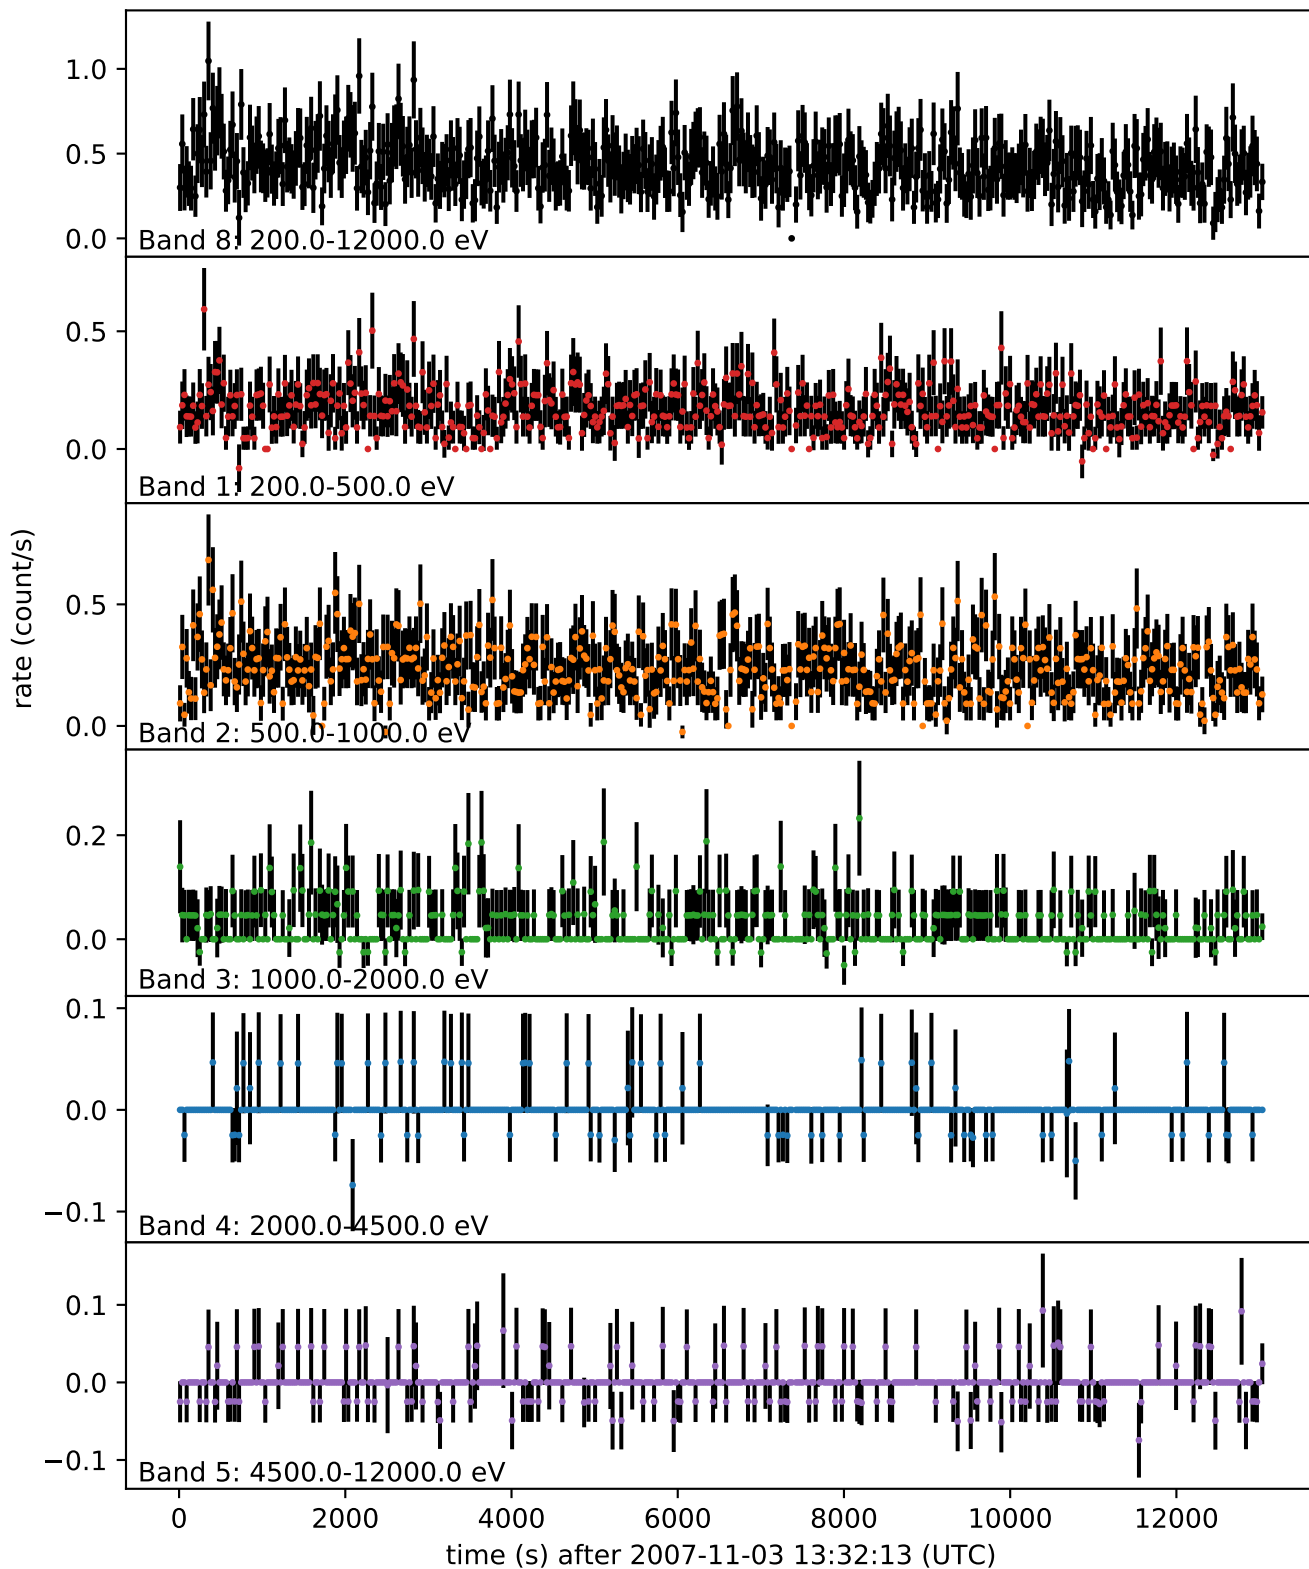 1.0
0.5
0.0
Band 8: 200.0-12000.0 eV
0.5
0.0
Band 1: 200.0-500.0 eV
0.5
0.0
Band 2: 500.0-1000.0 eV
rate (count/s)
0.2
0.0
Band 3: 1000.0-2000.0 eV
0.1
0.0
−0.1
Band 4: 2000.0-4500.0 eV
0.1
0.0
−0.1
Band 5: 4500.0-12000.0 eV
0 2000 4000 6000 8000 10000 12000
time (s) after 2007-11-03 13:32:13 (UTC)